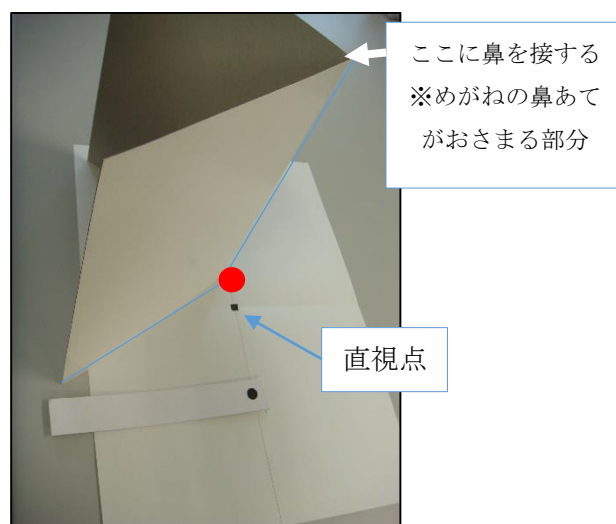 ここに鼻を接する
※めがねの鼻あて
がおさまる部分
直視点